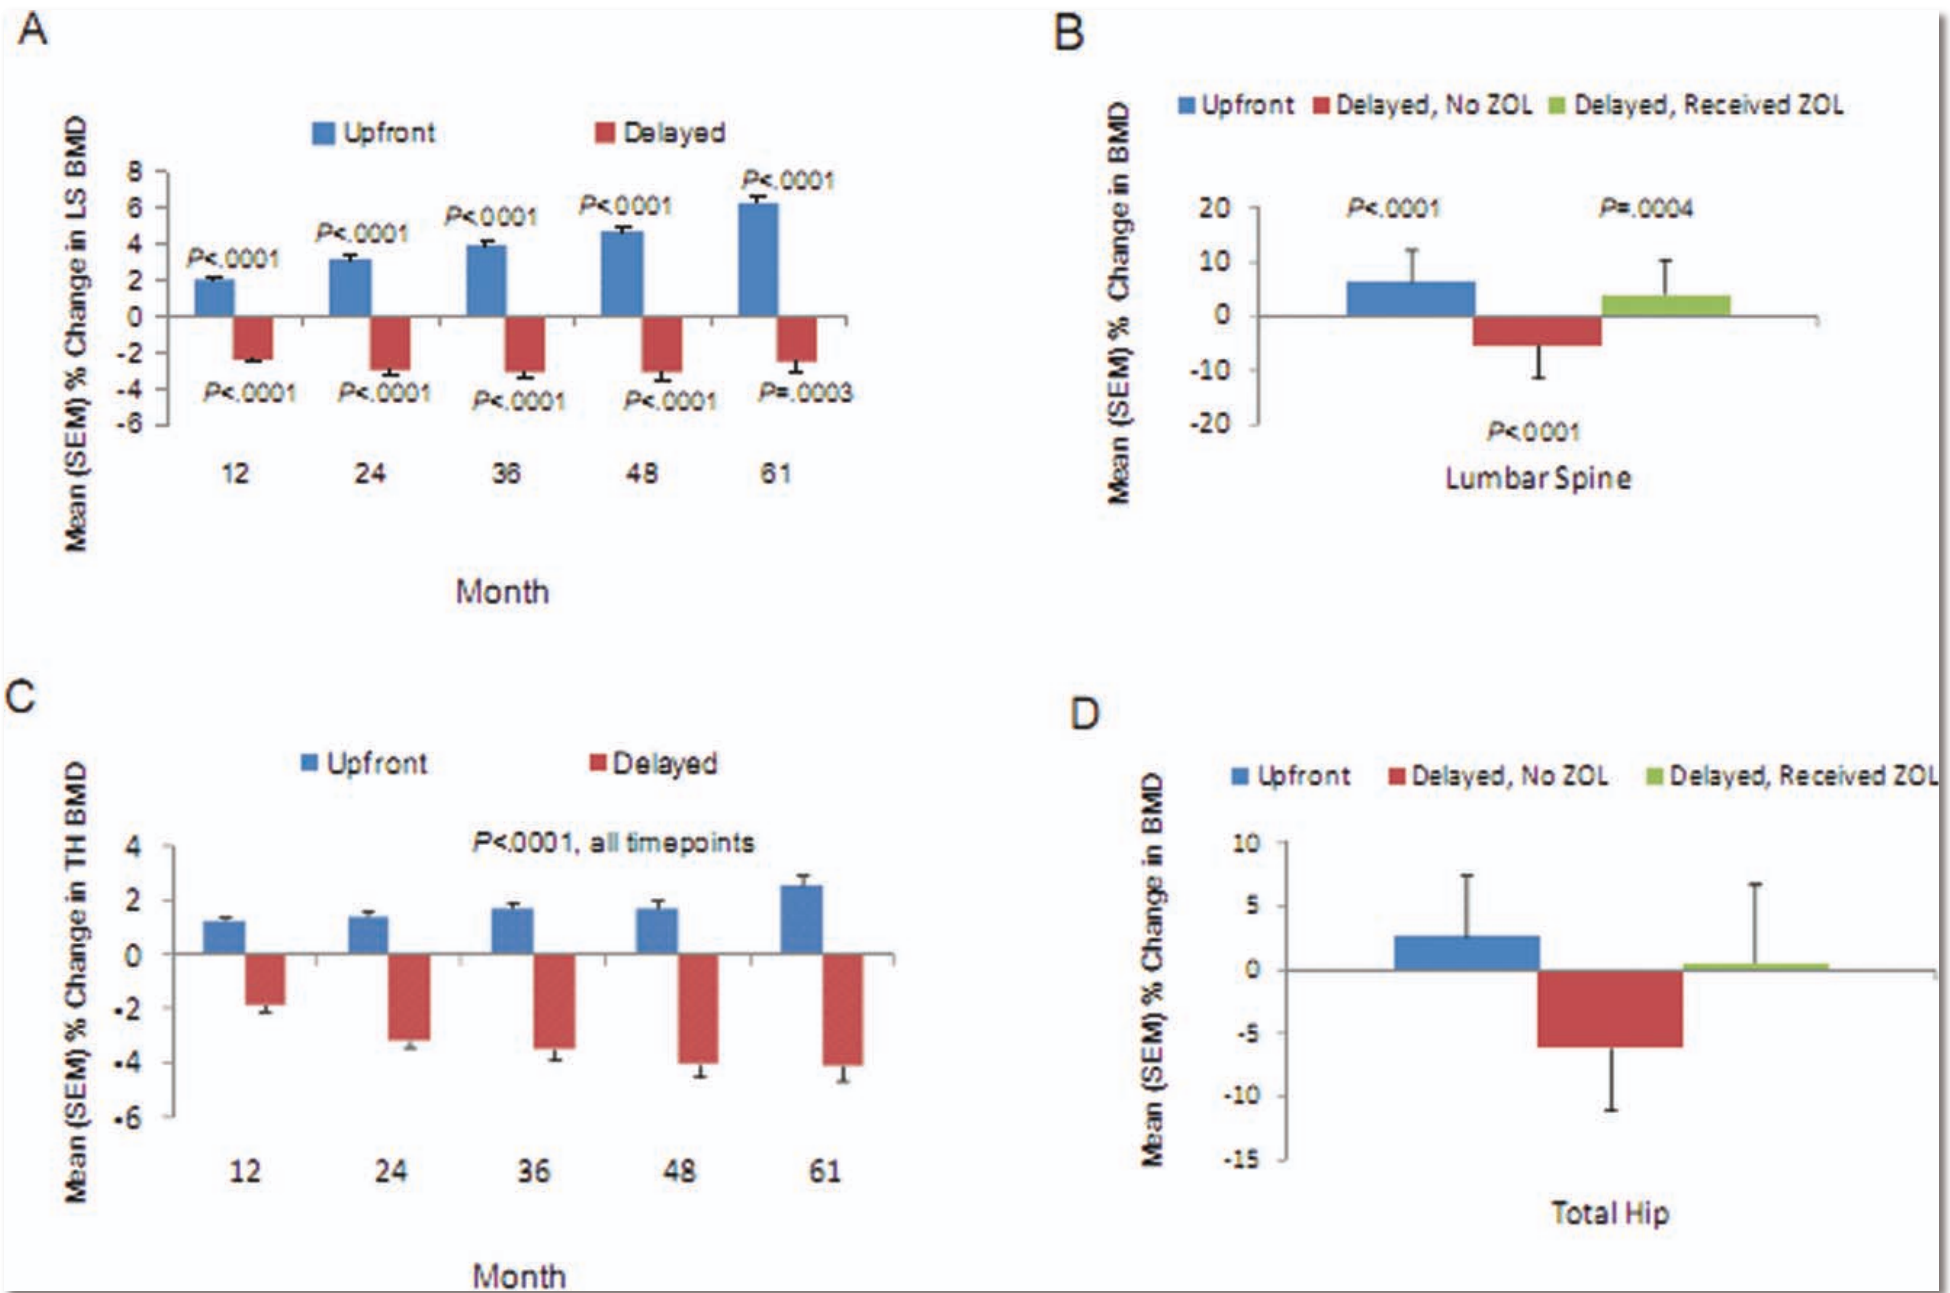 A
Mean (SEM) % Change in LS BMD
Upfront
Delayed
8
6
4
2
0
-2
-4
-6
P<.0001
P<.0001
P<.0001
P<.0001
P<.0001
P<.0001
P<.0001
P<.0001
P<.0001
P=.0003
12 24 36 48 61
Month
B
Mean (SEM) % Change in BMD
Upfront
Delayed, No ZOL
Delayed, Received ZOL
20
10
0
-10
-20
P<.0001
P=.0004
P<.0001
Lumbar Spine
C
Mean (SEM) % Change in TH BMD
Upfront
Delayed
P<.0001, all timepoints
4
2
0
-2
-4
-6
12 24 36 48 61
Month
D
Mean (SEM) % Change in BMD
Upfront
Delayed, No ZOL
Delayed, Received ZOL
10
5
0
-5
-10
-15
Total Hip